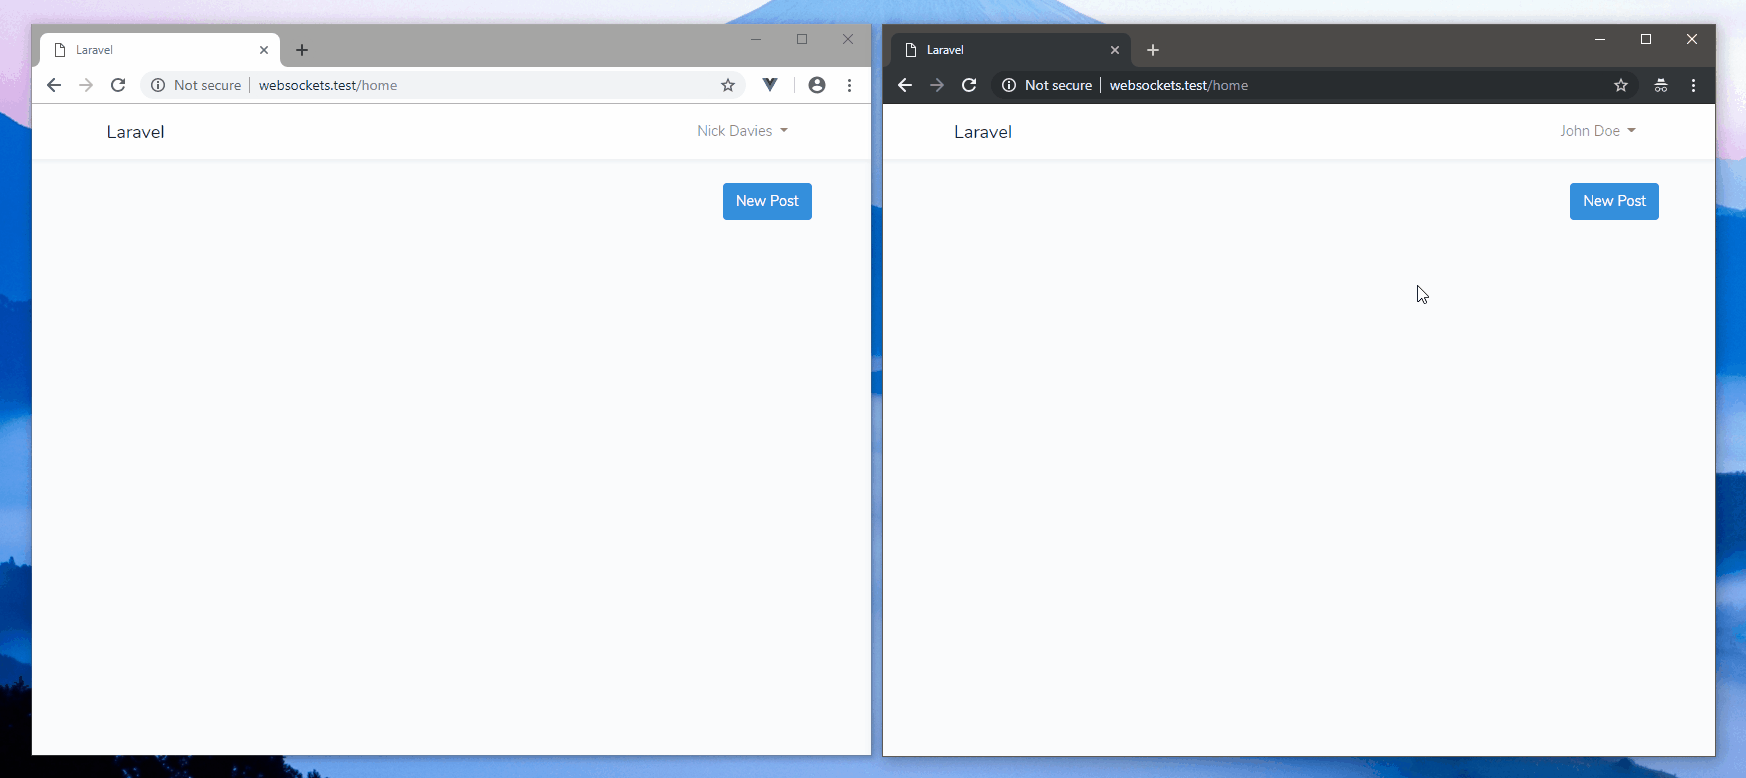 Laravel
Not secure websockets.test/home
Laravel Nick Davies
New Post
Laravel
Not secure websockets.test/home
Laravel John Doe
New Post